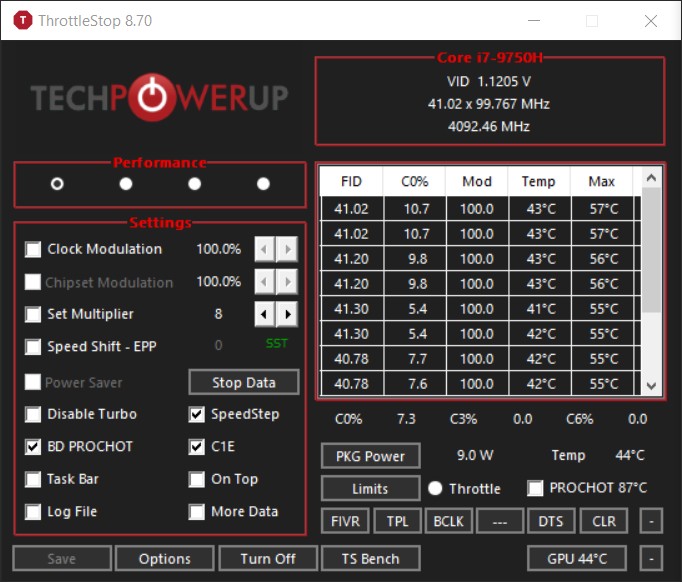 ThrottleStop 8.70
TECHPOWERUP
Core i7-9750H
VID 1.1205 V
41.02 x 99.767 MHz
4092.46 MHz
Performance
FID C0% Mod Temp Max
41.02 10.7 100.0 43°C 57°C
41.02 10.7 100.0 43°C 57°C
41.20 9.8 100.0 43°C 56°C
41.20 9.8 100.0 43°C 56°C
41.30 5.4 100.0 41°C 55°C
41.30 5.4 100.0 42°C 55°C
40.78 7.7 100.0 42°C 55°C
40.78 7.6 100.0 42°C 55°C
Settings
Clock Modulation 100.0%
Chipset Modulation 100.0%
Set Multiplier 8
Speed Shift - EPP 0 SST
Power Saver Stop Data
Disable Turbo SpeedStep
BD PROCHOT C1E
Task Bar On Top
Log File More Data
C0% 7.3 C3% 0.0 C6% 0.0
PKG Power 9.0 W Temp 44°C
Limits Throttle PROCHOT 87°C
FIVR TPL BCLK --- DTS CLR -
Save Options Turn Off TS Bench GPU 44°C -